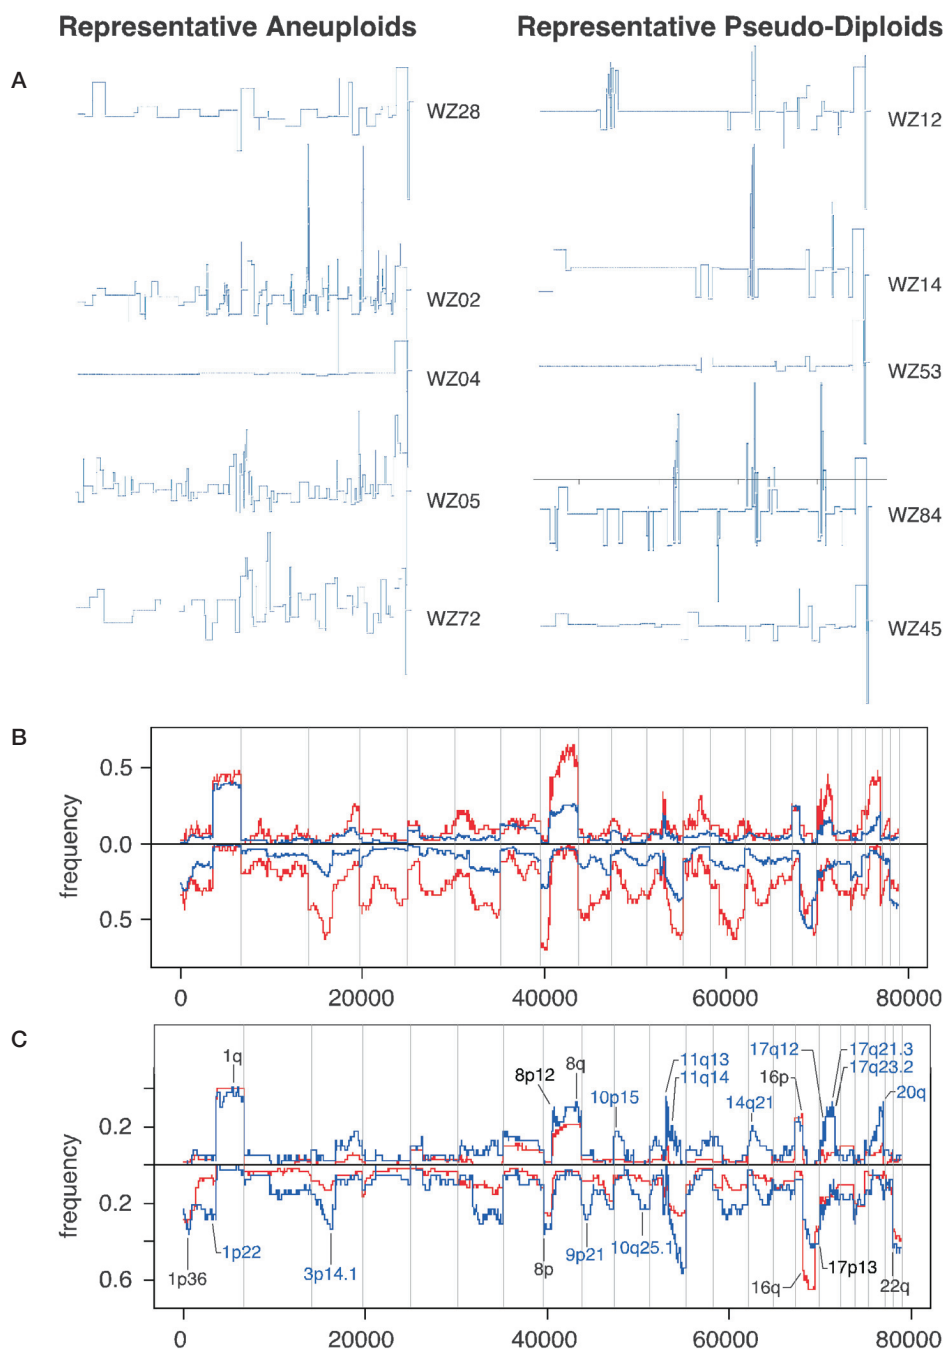 Representative Aneuploids
Representative Pseudo-Diploids
A
WZ28
WZ02
WZ04
WZ05
WZ72
WZ12
WZ14
WZ53
WZ84
WZ45
B
frequency
0.5
0.0
0.5
0
20000
40000
60000
80000
C
frequency
0.2
0.2
0.6
1q
8p12
8q
10p15
11q13
11q14
14q21
16p
17q12
17q21.3
17q23.2
20q
1p36
1p22
3p14.1
8p
9p21
10q25.1
16q
17p13
22q
0
20000
40000
60000
80000